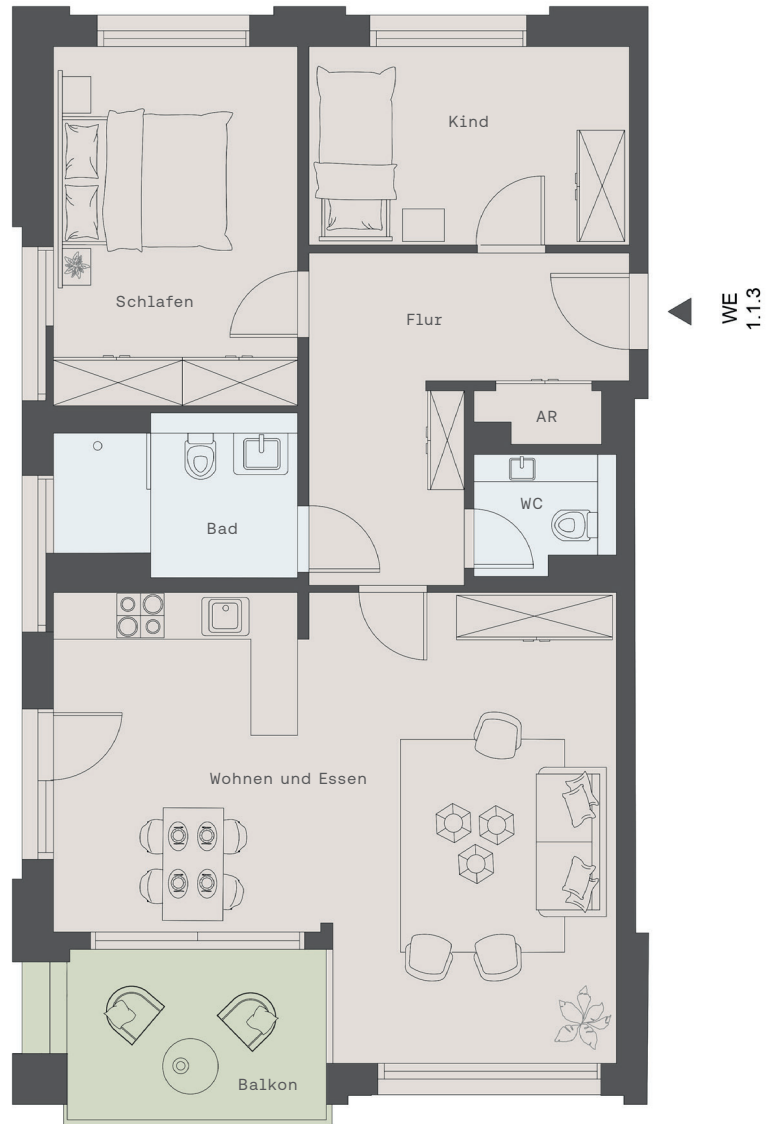 Kind
Schlafen
Flur
WE
1.1.3
AR
WC
Bad
Wohnen und Essen
Balkon